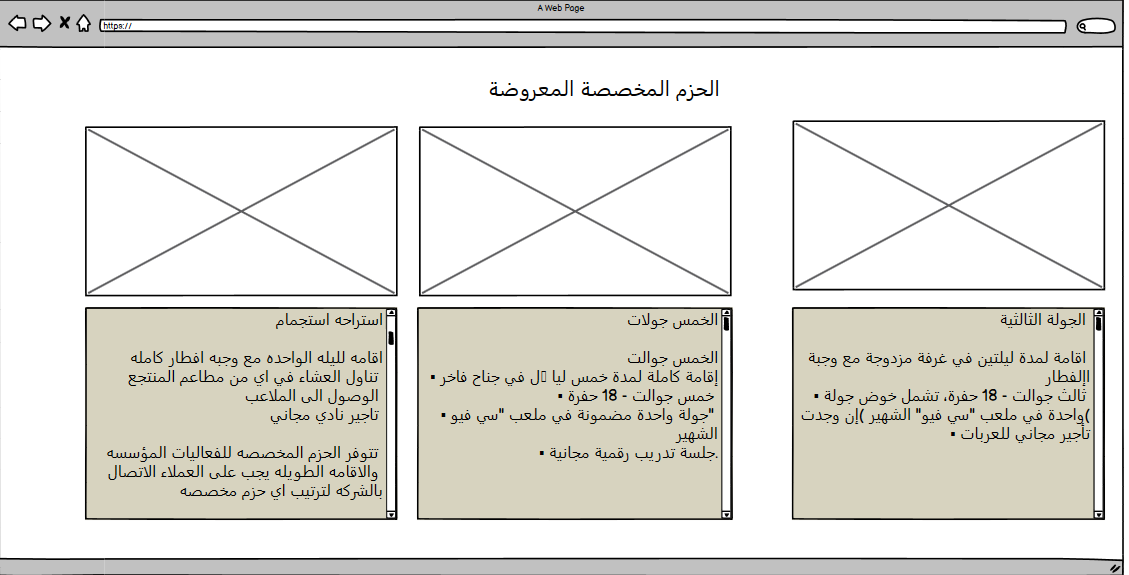 A Web Page
https://
الحزم المخصصة المعروضة
الجولة الثالثية
اقامة لمدة ليلتين في غرفة مزدوجة مع وجبة
اإلفطار
ثالث جوالت - 18 حفرة، تشمل خوض جولة •
)واحدة في ملعب "سي فيو" الشهير )إن وجدت
تأجير مجاني للعربات •
الخمس جولات
الخمس جوالت
إقامة كاملة لمدة خمس ليا ل في جناح فاخر •
خمس جوالت - 18 حفرة •
"جولة واحدة مضمونة في ملعب "سي فيو •
الشهير
.جلسة تدريب رقمية مجانية •
استراحه استجمام
اقامه لليله الواحده مع وجبه افطار كامله
تناول العشاء في اي من مطاعم المنتجع
الوصول الى الملاعب
تاجير نادي مجاني
تتوفر الحزم المخصصه للفعاليات المؤسسه
والاقامه الطويله يجب على العملاء الاتصال
بالشركه لترتيب اي حزم مخصصه